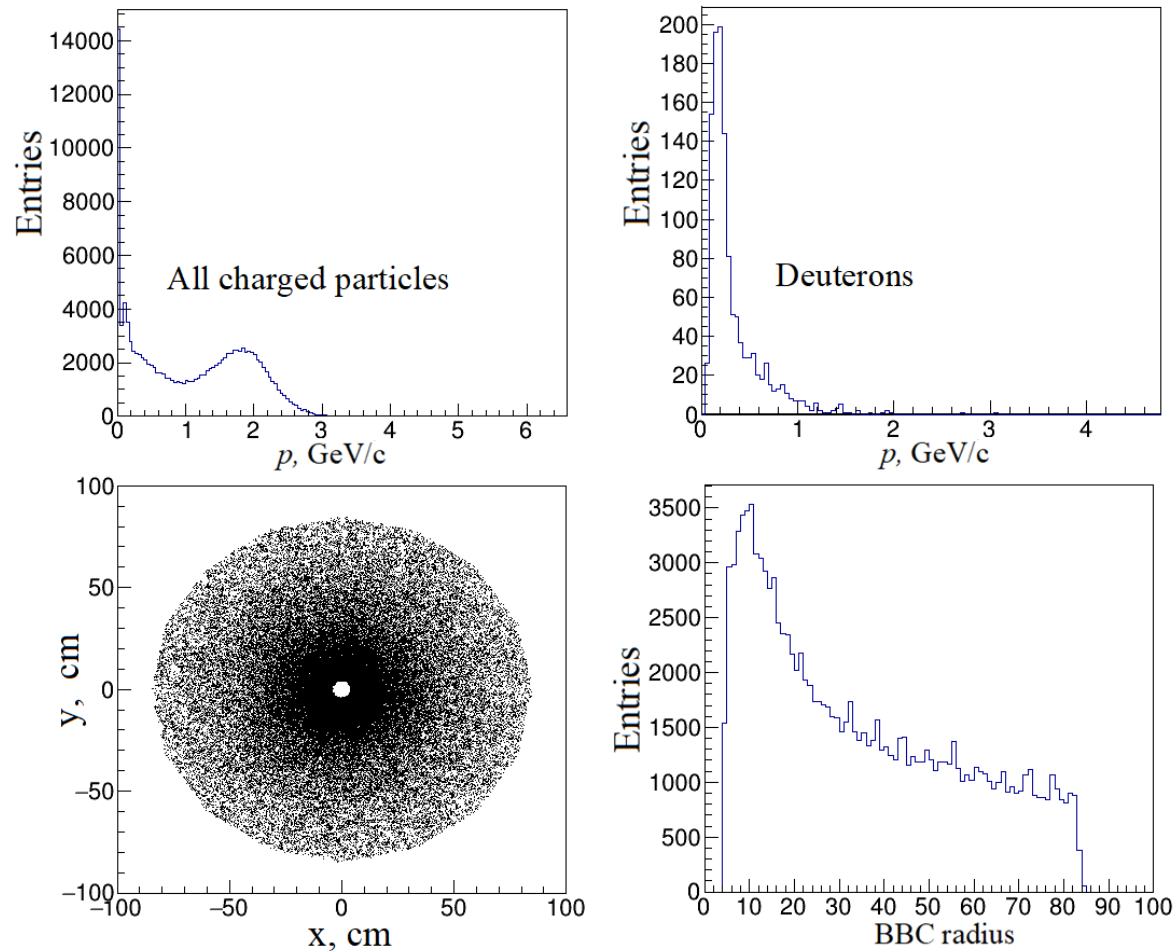 14000
12000
10000
8000
6000
4000
2000
0
Entries
All charged particles
0 1 2 3 4 5 6
p, GeV/c
200
180
160
140
120
100
80
60
40
20
0
Entries
Deuterons
0 1 2 3 4
p, GeV/c
100
50
0
−50
−100
y, cm
−100 −50 0 50 100
x, cm
3500
3000
2500
2000
1500
1000
500
0
Entries
0 10 20 30 40 50 60 70 80 90 100
BBC radius